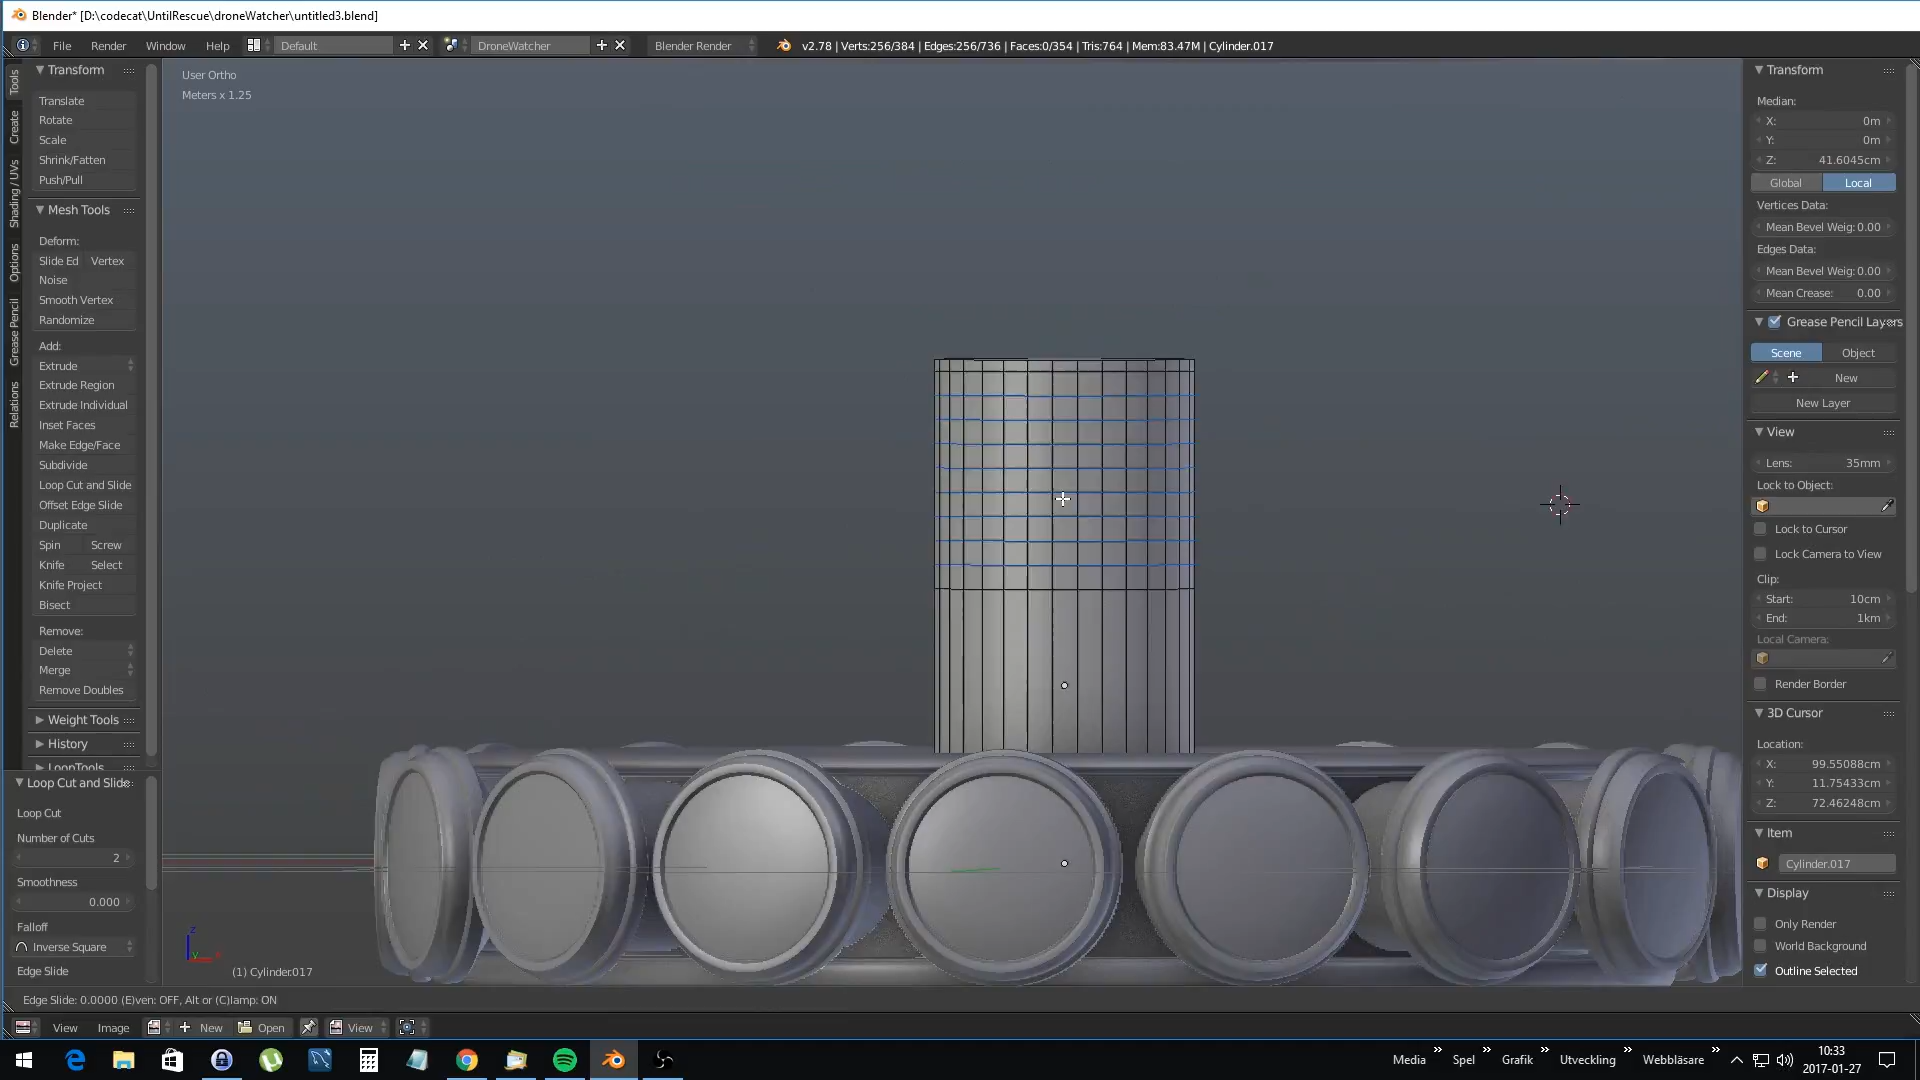 Blender* [D:\codecat\UntilRescue\droneWatcher\untitled3.blend]
File Render Window Help Default DroneWatcher Blender Render v2.78 | Verts:256/384 | Edges:256/736 | Faces:0/354 | Tris:764 | Mem:83.47M | Cylinder.017
Tools
Create
Shading / UVs
Options
Grease Pencil
Relations
Transform
Translate
Rotate
Scale
Shrink/Fatten
Push/Pull
Mesh Tools
Deform:
Slide Ed Vertex
Noise
Smooth Vertex
Randomize
Add:
Extrude
Extrude Region
Extrude Individual
Inset Faces
Make Edge/Face
Subdivide
Loop Cut and Slide
Offset Edge Slide
Duplicate
Spin Screw
Knife Select
Knife Project
Bisect
Remove:
Delete
Merge
Remove Doubles
Weight Tools
History
LoopTools
Loop Cut and Slide
Loop Cut
Number of Cuts
2
Smoothness
0.000
Falloff
Inverse Square
Edge Slide
User Ortho
Meters x 1.25
(1) Cylinder.017
Edge Slide: 0.0000 (E)ven: OFF, Alt or (C)lamp: ON
Transform
Median:
X: 0m
Y: 0m
Z: 41.6045cm
Global Local
Vertices Data:
Mean Bevel Weig: 0.00
Edges Data:
Mean Bevel Weig: 0.00
Mean Crease: 0.00
Grease Pencil Layers
Scene Object
New
New Layer
View
Lens: 35mm
Lock to Object:
Lock to Cursor
Lock Camera to View
Clip:
Start: 10cm
End: 1km
Local Camera:
Render Border
3D Cursor
Location:
X: 99.55088cm
Y: 11.75433cm
Z: 72.46248cm
Item
Cylinder.017
Display
Only Render
World Background
Outline Selected
View Image New Open View
Media Spel Grafik Utveckling Webbläsare
10:33
2017-01-27